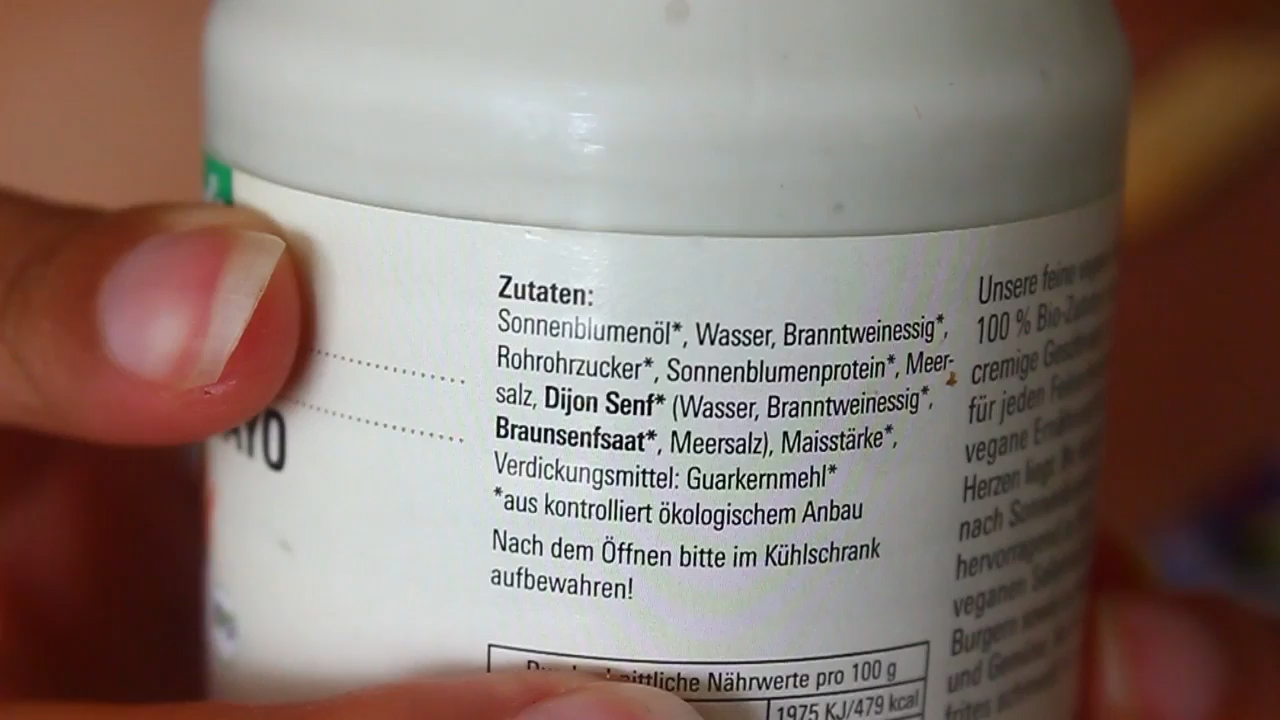 Zutaten:
Sonnenblumenöl*, Wasser, Branntweinessig*,
Rohrohrzucker*, Sonnenblumenprotein*, Meer-
salz, Dijon Senf* (Wasser, Branntweinessig*,
Braunsenfsaat*, Meersalz), Maisstärke*,
Verdickungsmittel: Guarkernmehl*
*aus kontrolliert ökologischem Anbau
Nach dem Öffnen bitte im Kühlschrank
aufbewahren!
Nährwerte pro 100 g
1975 KJ/479 kcal
Unsere feine
100 % Bio-
cremige
für jeden
vegane
Herzen
nach
veganen
Burgern
und